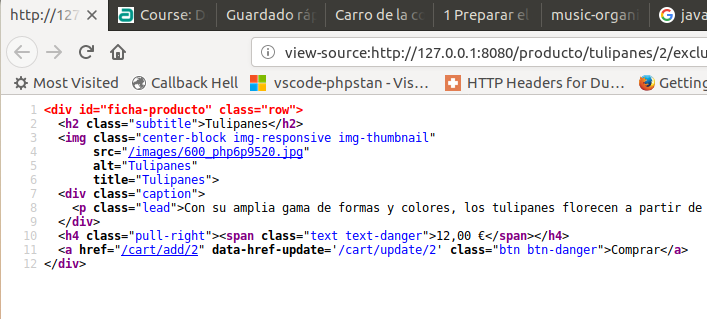 http://127 Course: D Guardado ráp Carro de la co 1 Preparar el music-organi java
view-source:http://127.0.0.1:8080/producto/tulipanes/2/exclu
Most Visited Callback Hell vscode-phpstan - Vis… HTTP Headers for Du… Getting
1 <div id="ficha-producto" class="row">
2 <h2 class="subtitle">Tulipanes</h2>
3 <img class="center-block img-responsive img-thumbnail"
4 src="/images/600_php6p9520.jpg"
5 alt="Tulipanes"
6 title="Tulipanes">
7 <div class="caption">
8 <p class="lead">Con su amplia gama de formas y colores, los tulipanes florecen a partir de
9 </div>
10 <h4 class="pull-right"><span class="text text-danger">12,00 €</span></h4>
11 <a href="/cart/add/2" data-href-update='/cart/update/2' class="btn btn-danger">Comprar</a>
12 </div>